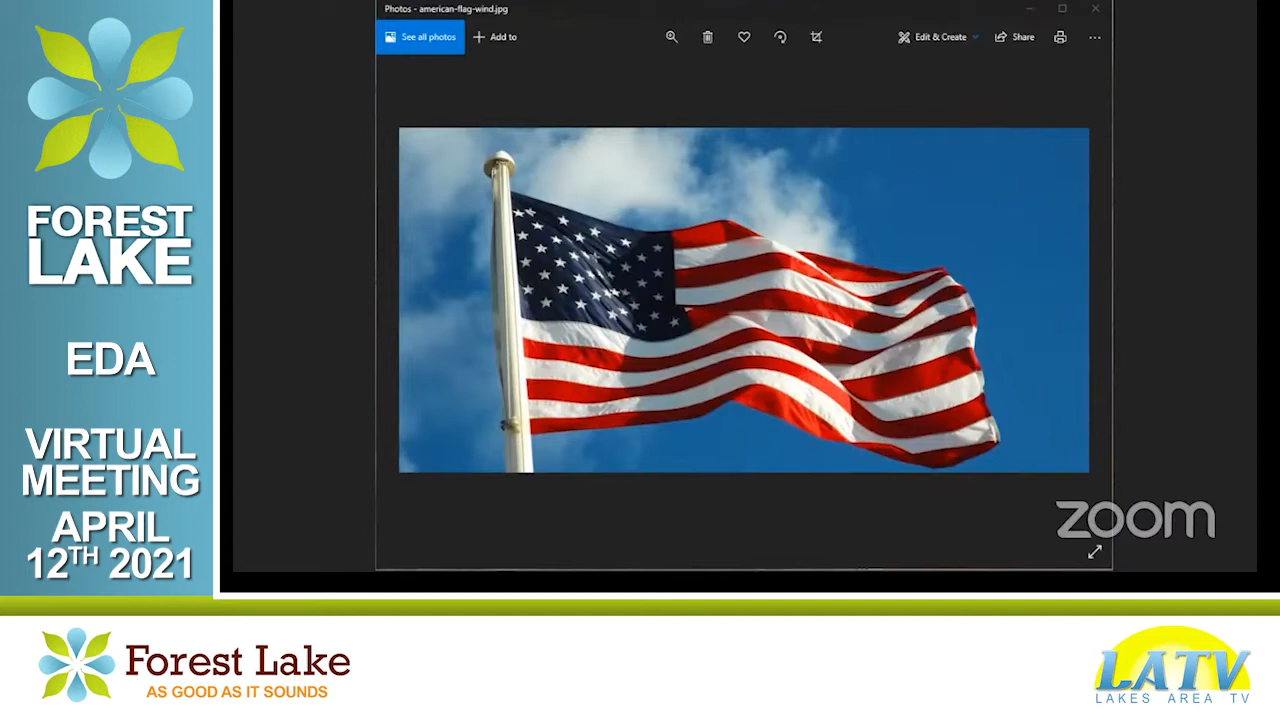 FOREST
LAKE
EDA
VIRTUAL
MEETING
APRIL
12TH 2021
Photos - american-flag-wind.jpg
See all photos
Add to
Edit & Create
Share
zoom
Forest Lake
AS GOOD AS IT SOUNDS
LATV
LAKES AREA TV